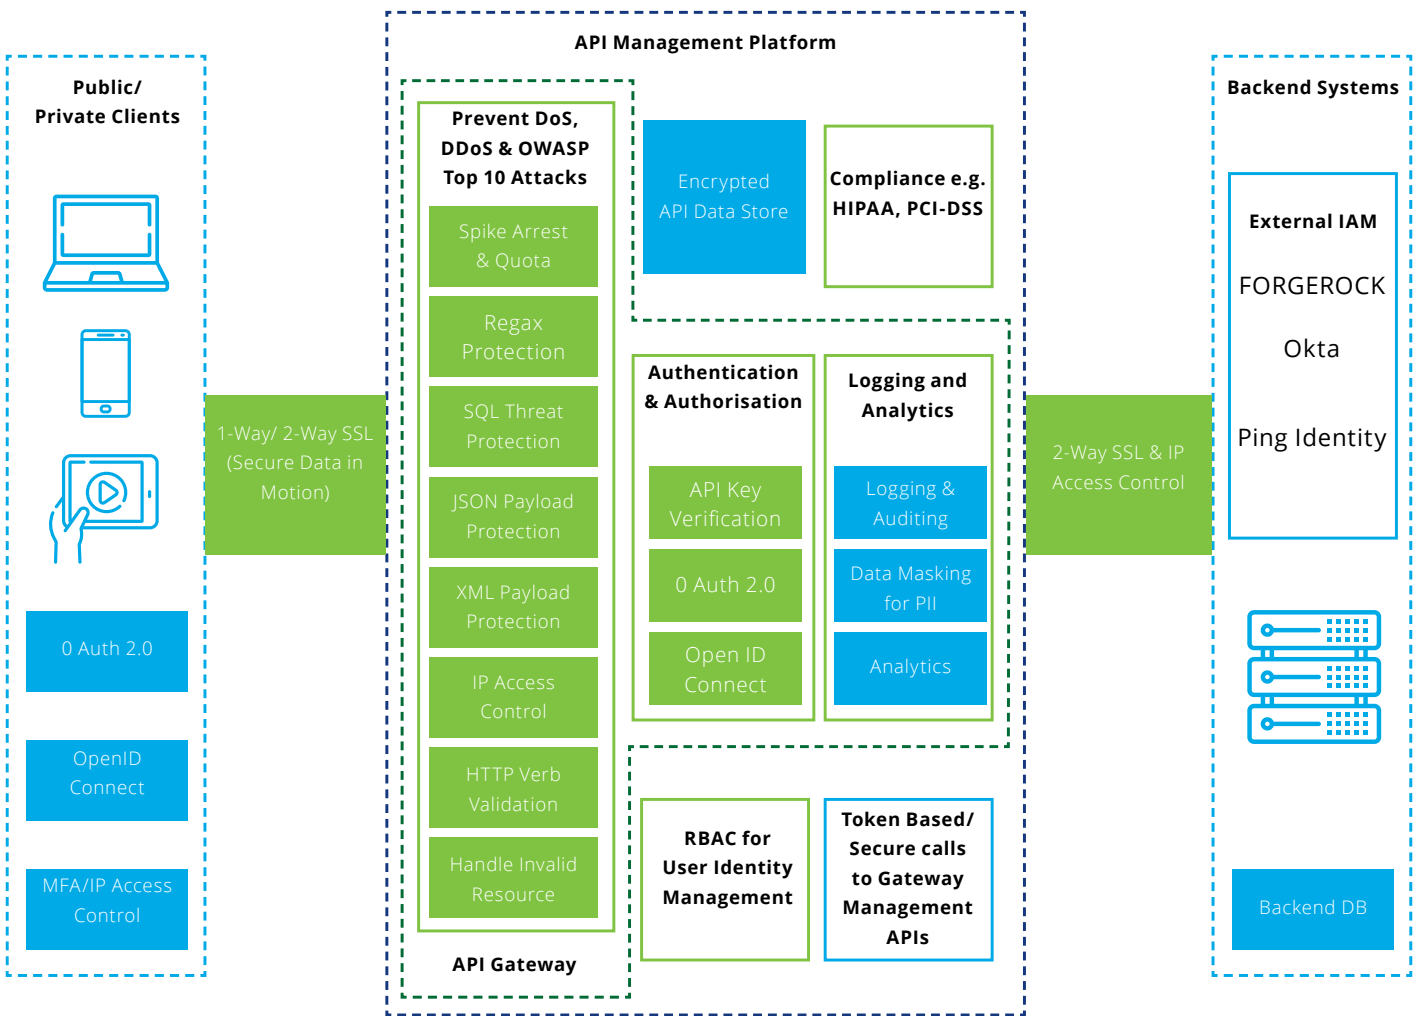 API Management Platform
Public/
Private Clients
0 Auth 2.0
OpenID
Connect
MFA/IP Access
Control
1-Way/ 2-Way SSL
(Secure Data in
Motion)
Prevent DoS,
DDoS & OWASP
Top 10 Attacks
Spike Arrest
& Quota
Regax
Protection
SQL Threat
Protection
JSON Payload
Protection
XML Payload
Protection
IP Access
Control
HTTP Verb
Validation
Handle Invalid
Resource
API Gateway
Encrypted
API Data Store
Compliance e.g.
HIPAA, PCI-DSS
Authentication
& Authorisation
API Key
Verification
0 Auth 2.0
Open ID
Connect
Logging and
Analytics
Logging &
Auditing
Data Masking
for PII
Analytics
RBAC for
User Identity
Management
Token Based/
Secure calls
to Gateway
Management
APIs
2-Way SSL & IP
Access Control
Backend Systems
External IAM
FORGEROCK
Okta
Ping Identity
Backend DB